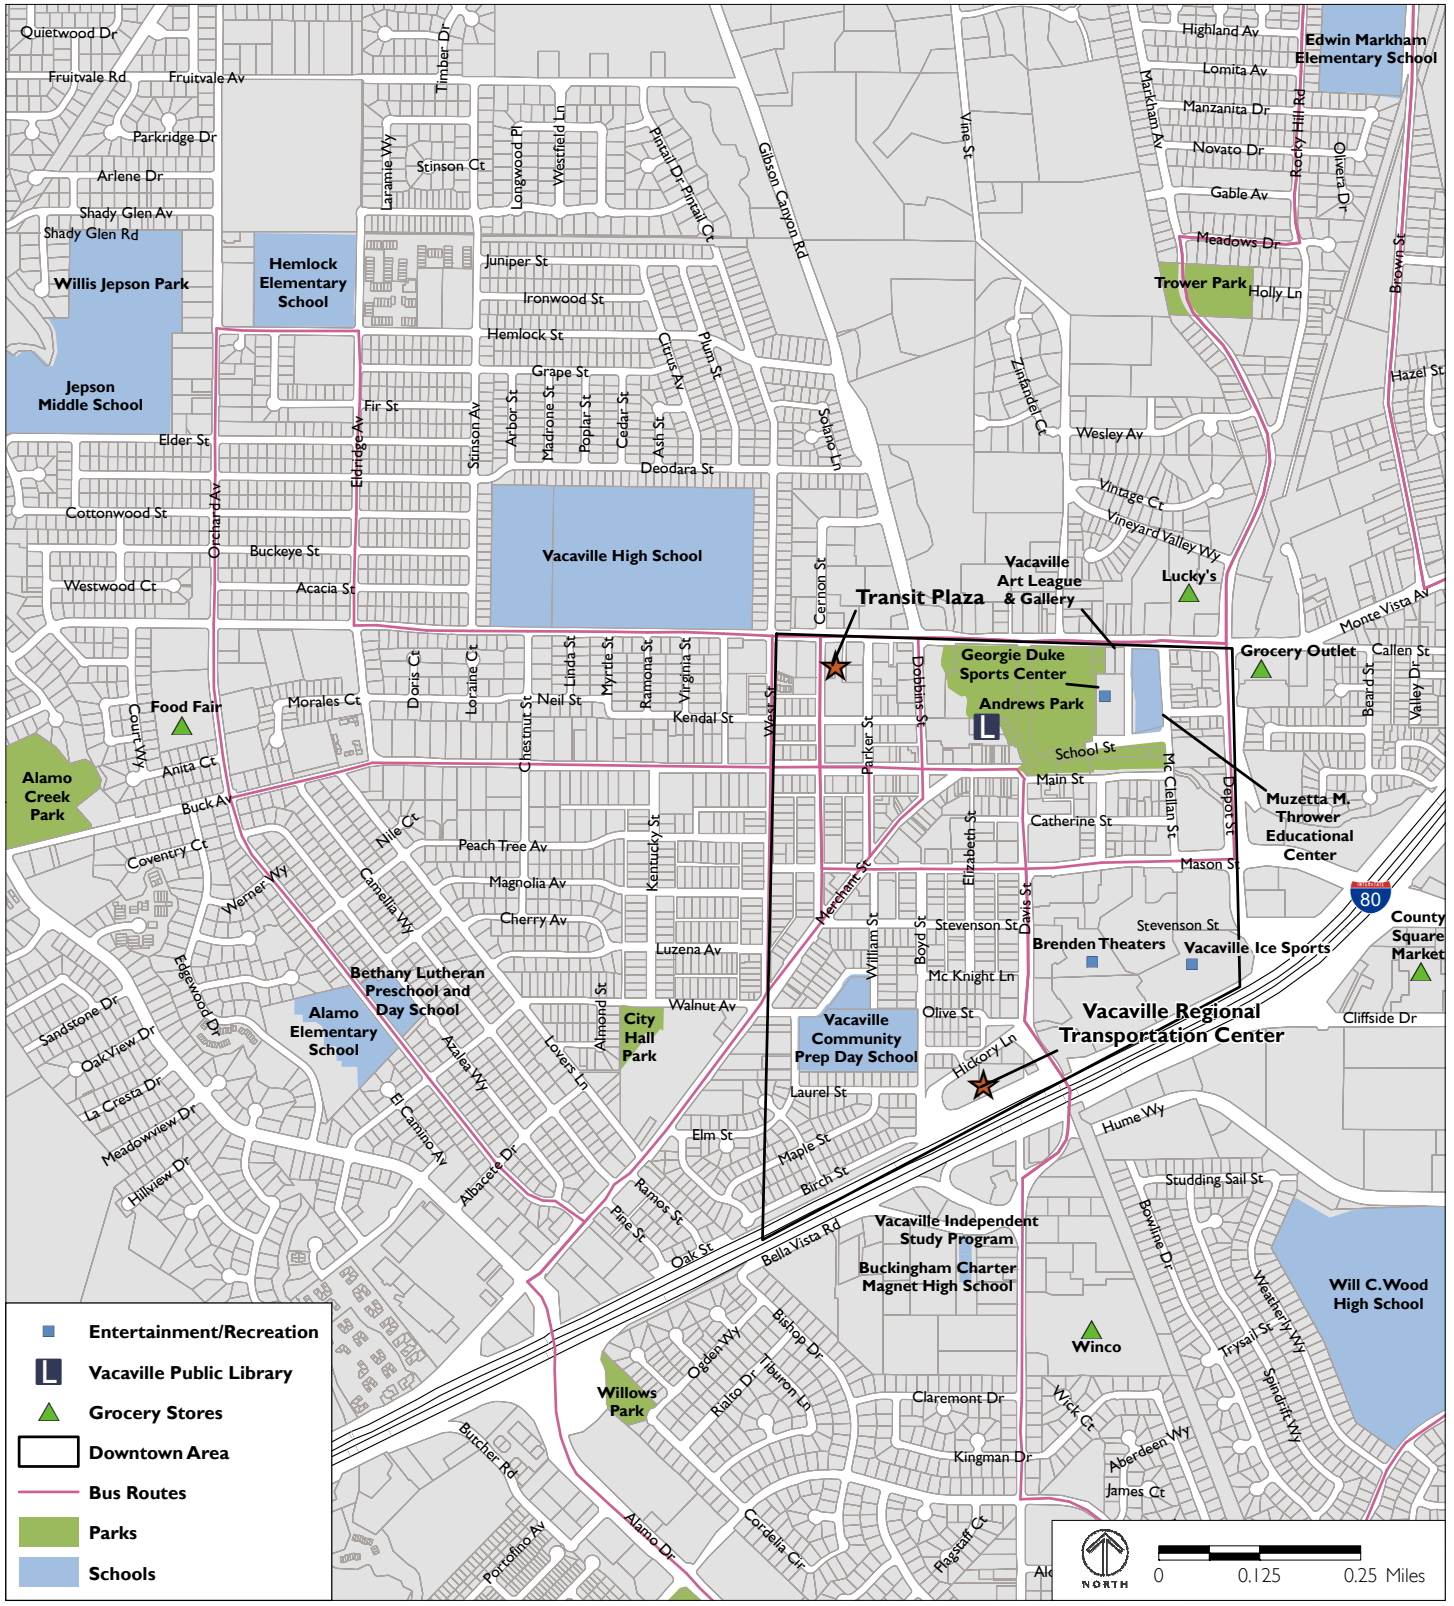 Quietwood Dr
Fruitvale Rd
Fruitvale Av
Timber Dr
Parkridge Dr
Arlene Dr
Shady Glen Av
Shady Glen Rd
Willis Jepson Park
Jepson
Middle School
Hemlock
Elementary
School
Laramie Wy
Stinson Ct
Longwood Pl
Westfield Ln
Pintail Dr
Pintail Ct
Gibson Canyon Rd
Vine St
Markham Av
Highland Av
Lomita Av
Manzanita Dr
Novato Dr
Gable Av
Meadows Dr
Rocky Hill Rd
Olivera Dr
Brown St
Edwin Markham
Elementary School
Trower Park
Holly Ln
Hazel St
Juniper St
Ironwood St
Hemlock St
Grape St
Citrus Av
Plum St
Fir St
Elder St
Eldridge Av
Stinson Av
Arbor St
Madrone St
Poplar St
Cedar St
Ash St
Deodara St
Solano Ln
Zinfandel Ct
Wesley Av
Vintage Ct
Vineyard Valley Wy
Cottonwood St
Orchard Av
Buckeye St
Westwood Ct
Acacia St
Vacaville High School
Cernon St
Transit Plaza
Vacaville
Art League
& Gallery
Lucky's
Monte Vista Av
Callen St
Grocery Outlet
Beard St
Valley Dr
Georgie Duke
Sports Center
Andrews Park
L
School St
Main St
Mc Clellan St
Depot St
Muzetta M.
Thrower
Educational
Center
Doris Ct
Loraine Ct
Linda St
Myrtle St
Ramona St
Virginia St
Neil St
Kendal St
Chestnut St
West St
Parker St
Dobbins St
Morales Ct
Food Fair
Court Wy
Anita Ct
Buck Av
Alamo
Creek
Park
Coventry Ct
Nile Ct
Peach Tree Av
Magnolia Av
Cherry Av
Kentucky St
Luzena Av
Werner Wy
Camellia Wy
Catherine St
Elizabeth St
Mason St
Merchant St
William St
Boyd St
Davis St
Stevenson St
Stevenson St
Mc Knight Ln
Olive St
Hickory Ln
Brenden Theaters
Vacaville Ice Sports
INTERSTATE
80
County
Square
Market
Cliffside Dr
Vacaville Regional
Transportation Center
Vacaville
Community
Prep Day School
Walnut Av
City
Hall
Park
Almond St
Lovers Ln
Bethany Lutheran
Preschool and
Day School
Alamo
Elementary
School
Azalea Wy
El Camino Av
Albacete Dr
Edgewood Dr
Sandstone Dr
Oak View Dr
La Cresta Dr
Meadowview Dr
Hillview Dr
Laurel St
Elm St
Maple St
Birch St
Ramos St
Pine St
Oak St
Bella Vista Rd
Hume Wy
Studding Sail St
Bowline Dr
Weatherly Wy
Trysail St
Spindrift Wy
Will C. Wood
High School
Vacaville Independent
Study Program
Buckingham Charter
Magnet High School
Winco
Claremont Dr
Wick Ct
Kingman Dr
Aberdeen Wy
James Ct
Bishop Dr
Tiburon Ln
Ogden Wy
Rialto Dr
Willows
Park
Butcher Rd
Portofino Av
Alamo Dr
Cordelia Cir
Flagstaff Ct
Entertainment/Recreation
L
Vacaville Public Library
Grocery Stores
Downtown Area
Bus Routes
Parks
Schools
NORTH
0
0.125
0.25 Miles